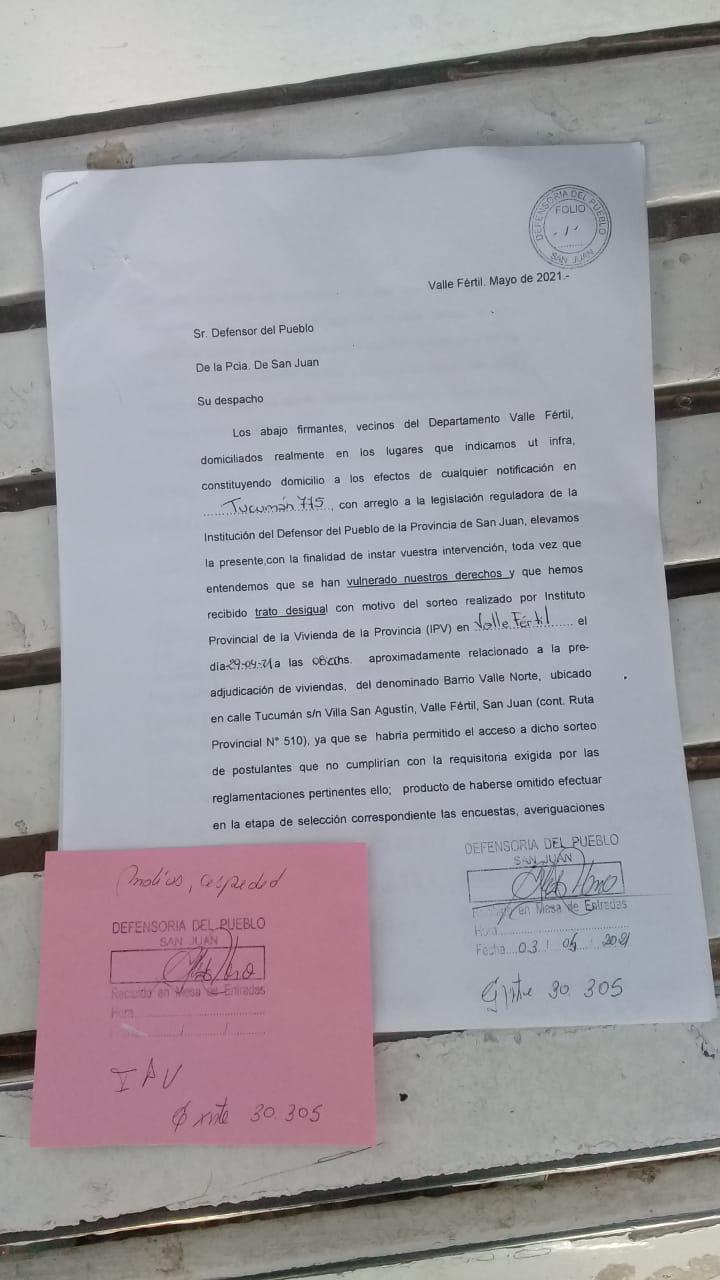 DEFENSORIA DEL PUEBLO
FOLIO
1
SAN JUAN
Valle Fértil. Mayo de 2021.-
Sr. Defensor del Pueblo
De la Pcia. De San Juan
Su despacho
Los abajo firmantes, vecinos del Departamento Valle Fértil,
domiciliados realmente en los lugares que indicamos ut infra,
constituyendo domicilio a los efectos de cualquier notificación en
Tucumán 775, con arreglo a la legislación reguladora de la
Institución del Defensor del Pueblo de la Provincia de San Juan, elevamos
la presente,con la finalidad de instar vuestra intervención, toda vez que
entendemos que se han vulnerado nuestros derechos y que hemos
recibido trato desigual con motivo del sorteo realizado por Instituto
Provincial de la Vivienda de la Provincia (IPV) en Valle Fértil el
día 29-04-21 a las 08 hs. aproximadamente relacionado a la pre-
adjudicación de viviendas, del denominado Barrio Valle Norte, ubicado
en calle Tucumán s/n Villa San Agustín, Valle Fértil, San Juan (cont. Ruta
Provincial N° 510), ya que se habría permitido el acceso a dicho sorteo
de postulantes que no cumplirían con la requisitoria exigida por las
reglamentaciones pertinentes ello; producto de haberse omitido efectuar
en la etapa de selección correspondiente las encuestas, averiguaciones
DEFENSORIA DEL PUEBLO
SAN JUAN
Recibido en Mesa de Entradas
Hora
Fecha 03 / 05 / 2021
30.305
DEFENSORIA DEL PUEBLO
SAN JUAN
Recibido en Mesa de Entradas
Hora
IPV
30.305